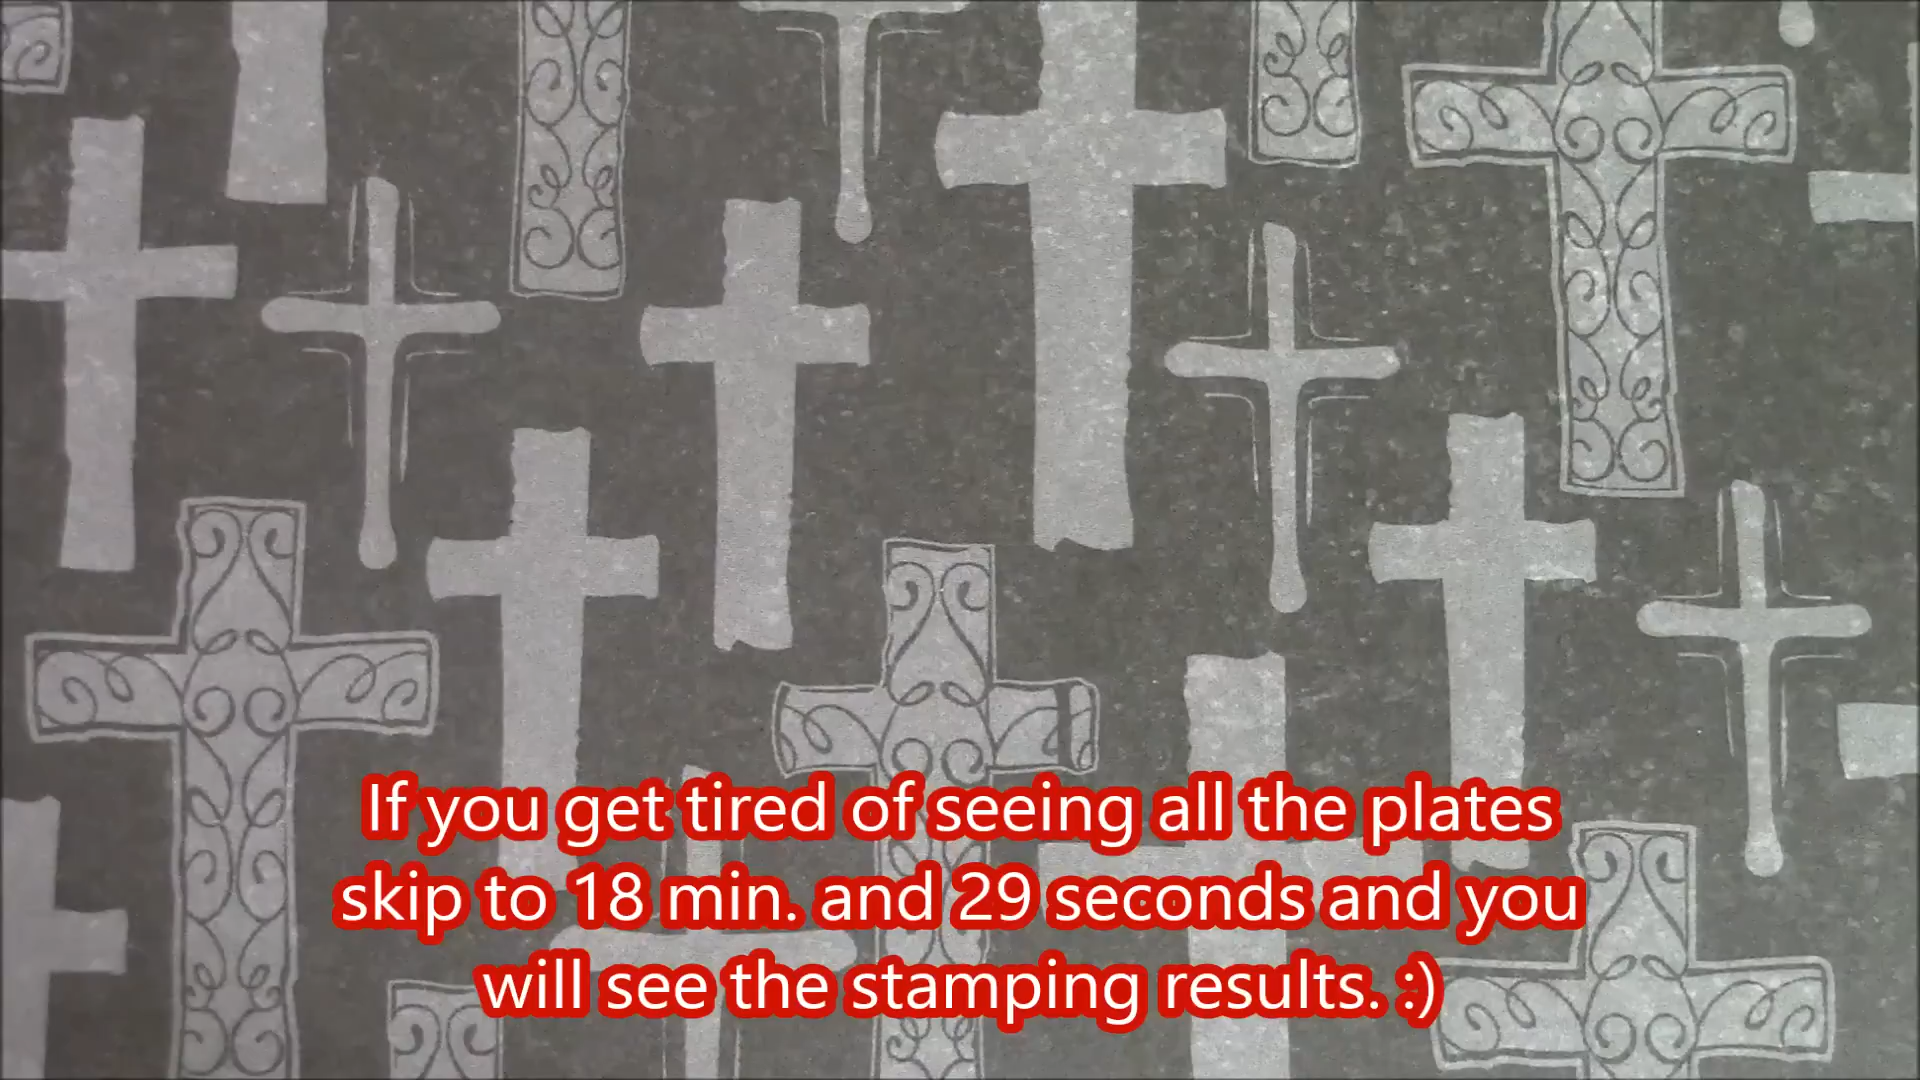 If you get tired of seeing all the plates
skip to 18 min. and 29 seconds and you
will see the stamping results. :)